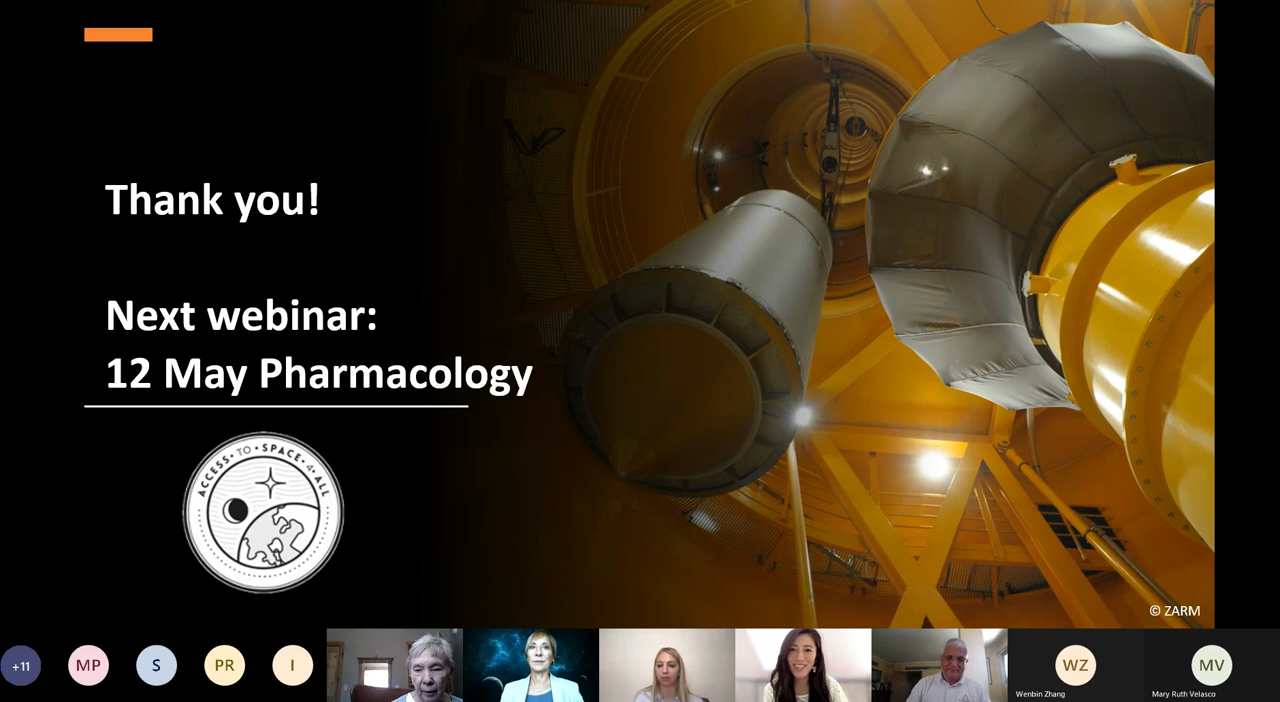 Thank you!
Next webinar:
12 May Pharmacology
ACCESS • TO • SPACE • 4 • ALL
© ZARM
+11
MP
S
PR
I
WZ
Wenbin Zhang
MV
Mary Ruth Velasco